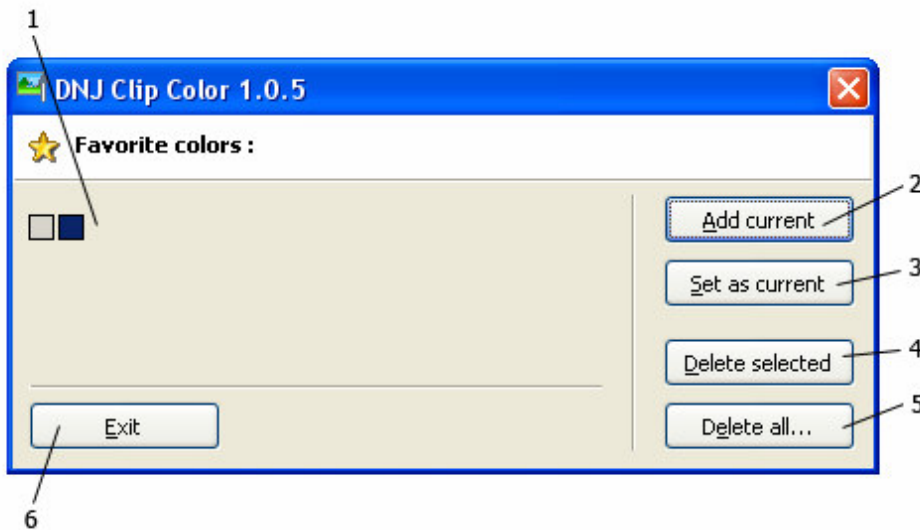 1
DNJ Clip Color 1.0.5
Favorite colors :
2
Add current
3
Set as current
4
Delete selected
5
Delete all...
Exit
6